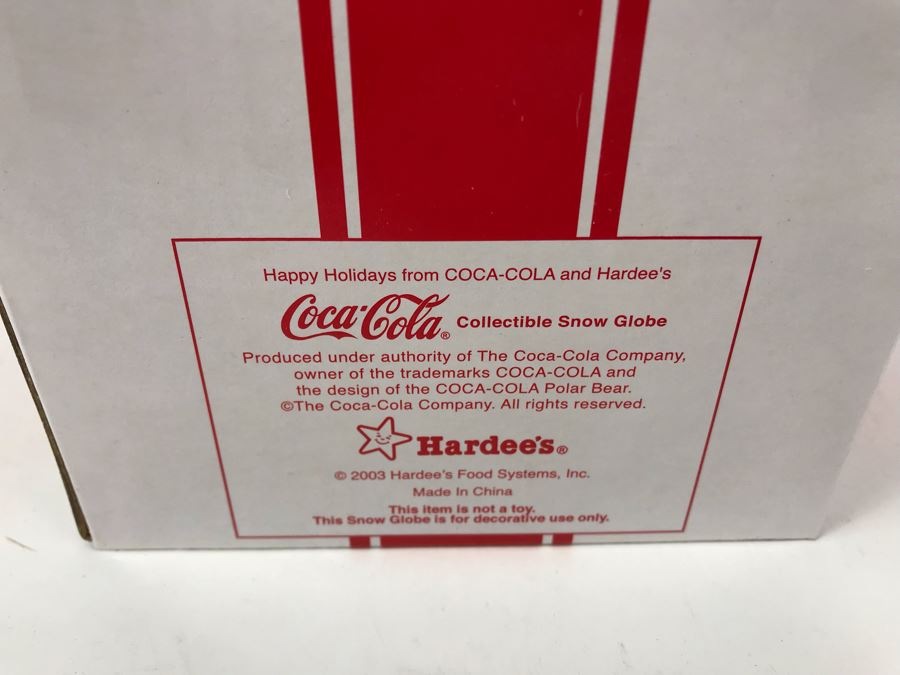 Happy Holidays from COCA-COLA and Hardee's
Coca-Cola® Collectible Snow Globe
Produced under authority of The Coca-Cola Company,
owner of the trademarks COCA-COLA and
the design of the COCA-COLA Polar Bear.
©The Coca-Cola Company. All rights reserved.
Hardee's®
© 2003 Hardee's Food Systems, Inc.
Made In China
This item is not a toy.
This Snow Globe is for decorative use only.